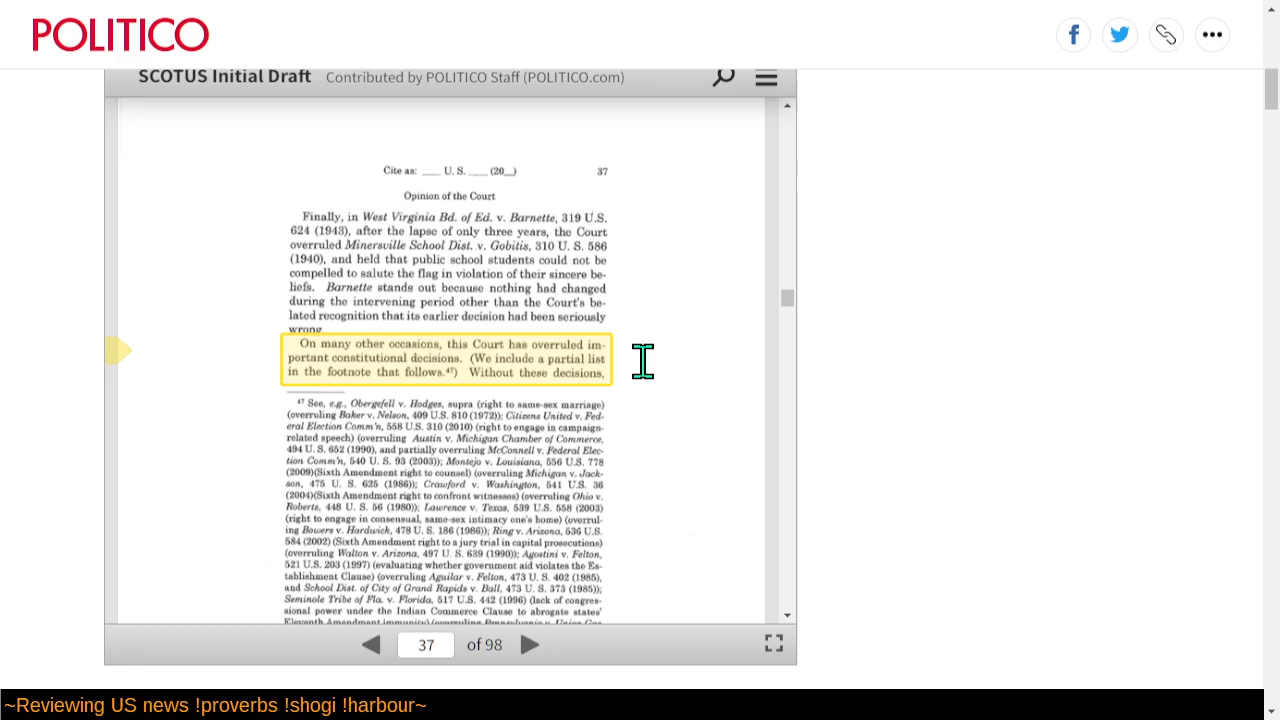 POLITICO
SCOTUS Initial Draft Contributed by POLITICO Staff (POLITICO.com)
Cite as: ___ U. S. ___ (20__) 37
Opinion of the Court
Finally, in West Virginia Bd. of Ed. v. Barnette, 319 U.S.
624 (1943), after the lapse of only three years, the Court
overruled Minersville School Dist. v. Gobitis, 310 U. S. 586
(1940), and held that public school students could not be
compelled to salute the flag in violation of their sincere be-
liefs. Barnette stands out because nothing had changed
during the intervening period other than the Court's be-
lated recognition that its earlier decision had been seriously
wrong.
On many other occasions, this Court has overruled im-
portant constitutional decisions. (We include a partial list
in the footnote that follows.47) Without these decisions,
47 See, e.g., Obergefell v. Hodges, supra (right to same-sex marriage)
(overruling Baker v. Nelson, 409 U.S. 810 (1972)); Citizens United v. Fed-
eral Election Comm'n, 558 U.S. 310 (2010) (right to engage in campaign-
related speech) (overruling Austin v. Michigan Chamber of Commerce,
494 U. S. 652 (1990), and partially overruling McConnell v. Federal Elec-
tion Comm'n, 540 U. S. 93 (2003)); Montejo v. Louisiana, 556 U.S. 778
(2009)(Sixth Amendment right to counsel) (overruling Michigan v. Jack-
son, 475 U. S. 625 (1986)); Crawford v. Washington, 541 U.S. 36
(2004)(Sixth Amendment right to confront witnesses) (overruling Ohio v.
Roberts, 448 U. S. 56 (1980)); Lawrence v. Texas, 539 U.S. 558 (2003)
(right to engage in consensual, same-sex intimacy one's home) (overrul-
ing Bowers v. Hardwick, 478 U. S. 186 (1986)); Ring v. Arizona, 536 U.S.
584 (2002) (Sixth Amendment right to a jury trial in capital prosecutions)
(overruling Walton v. Arizona, 497 U. S. 639 (1990)); Agostini v. Felton,
521 U.S. 203 (1997) (evaluating whether government aid violates the Es-
tablishment Clause) (overruling Aguilar v. Felton, 473 U. S. 402 (1985),
and School Dist. of City of Grand Rapids v. Ball, 473 U. S. 373 (1985));
Seminole Tribe of Fla. v. Florida, 517 U.S. 442 (1996) (lack of congres-
sional power under the Indian Commerce Clause to abrogate states'
Eleventh Amendment immunity) (overruling Pennsylvania v. Union Gas
37 of 98
~Reviewing US news !proverbs !shogi !harbour~